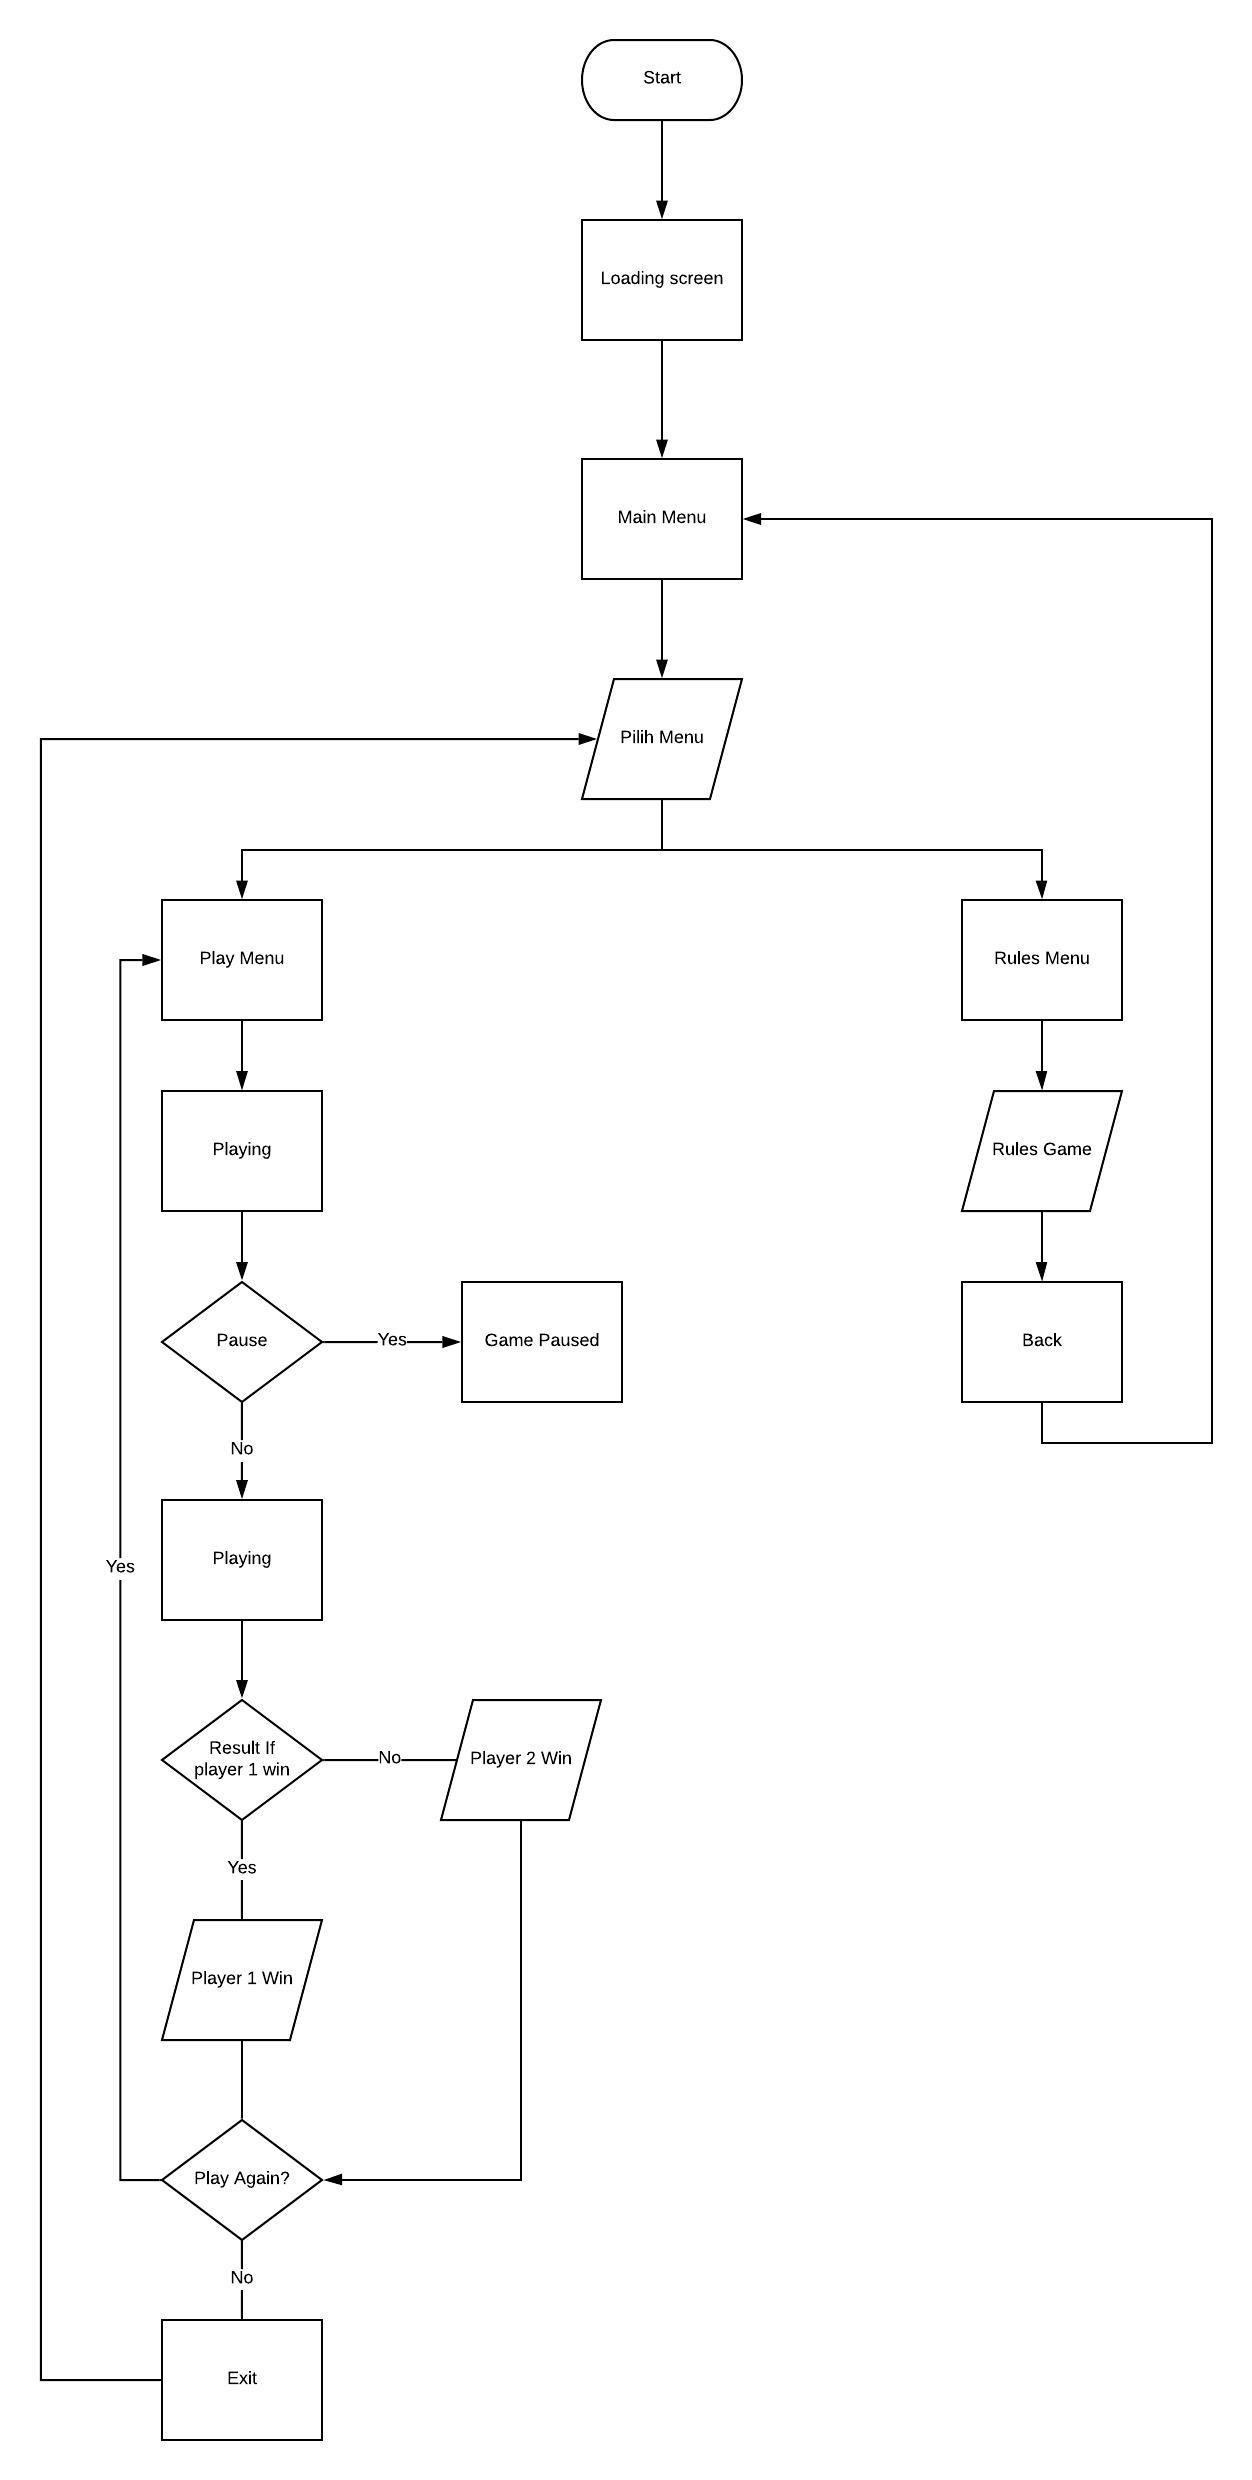 Start
Loading screen
Main Menu
Pilih Menu
Play Menu
Rules Menu
Playing
Rules Game
Pause
Yes
Game Paused
Back
No
Playing
Yes
Result If
player 1 win
No
Player 2 Win
Yes
Player 1 Win
Play Again?
No
Exit